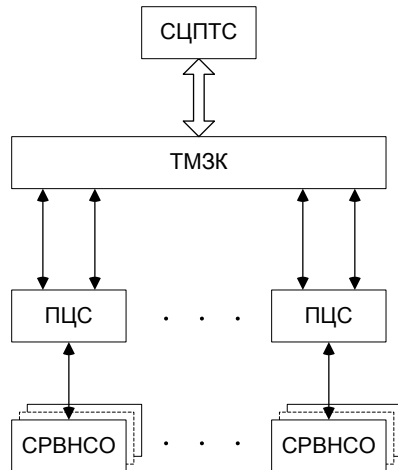 СЦПТС
ТМЗК
ПЦС . . . ПЦС
СРВНСО . . . СРВНСО